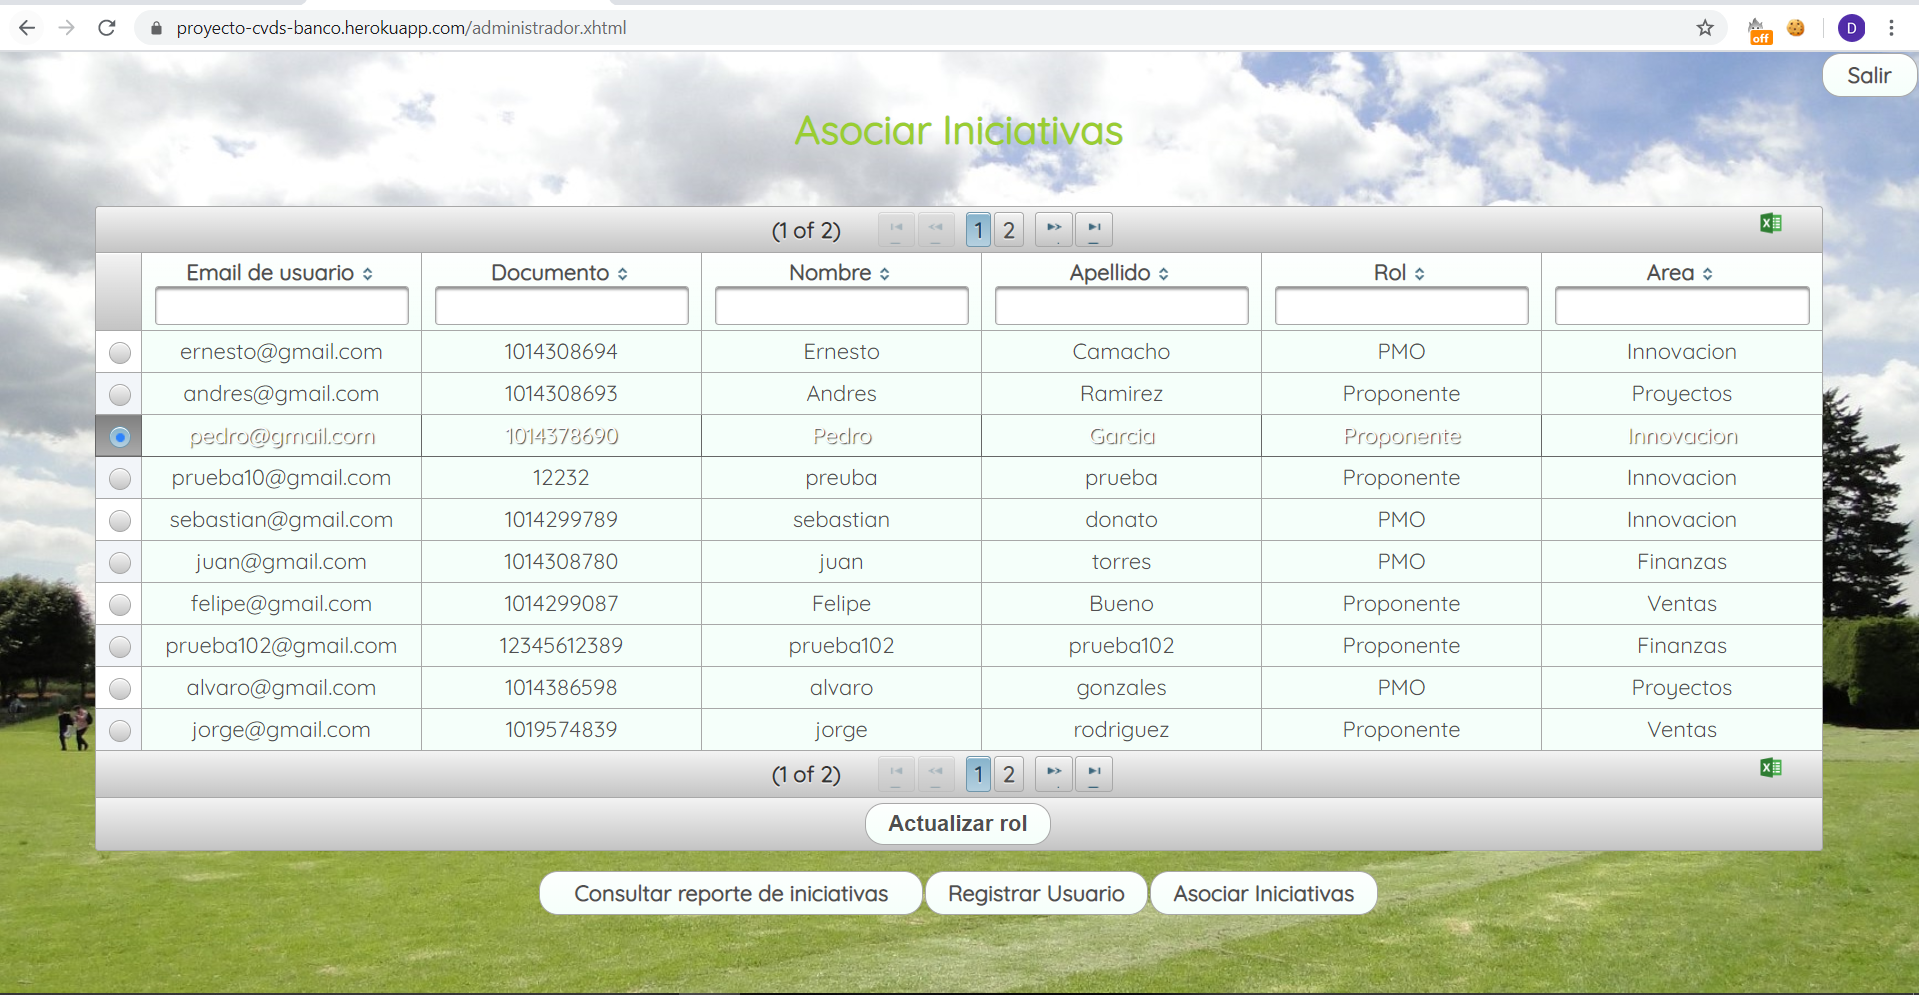 proyecto-cvds-banco.herokuapp.com/administrador.xhtml
off
D
Salir
Asociar Iniciativas
(1 of 2) 1 2
Email de usuario Documento Nombre Apellido Rol Area
ernesto@gmail.com 1014308694 Ernesto Camacho PMO Innovacion
andres@gmail.com 1014308693 Andres Ramirez Proponente Proyectos
pedro@gmail.com 1014378690 Pedro Garcia Proponente Innovacion
prueba10@gmail.com 12232 preuba prueba Proponente Innovacion
sebastian@gmail.com 1014299789 sebastian donato PMO Innovacion
juan@gmail.com 1014308780 juan torres PMO Finanzas
felipe@gmail.com 1014299087 Felipe Bueno Proponente Ventas
prueba102@gmail.com 12345612389 prueba102 prueba102 Proponente Finanzas
alvaro@gmail.com 1014386598 alvaro gonzales PMO Proyectos
jorge@gmail.com 1019574839 jorge rodriguez Proponente Ventas
(1 of 2) 1 2
Actualizar rol
Consultar reporte de iniciativas Registrar Usuario Asociar Iniciativas